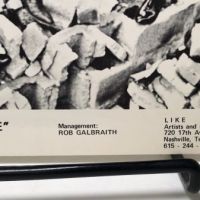 E"
Management:
ROB GALBRAITH
LIKE
Artists and
720 17th A
Nashville, T
615 - 244 -